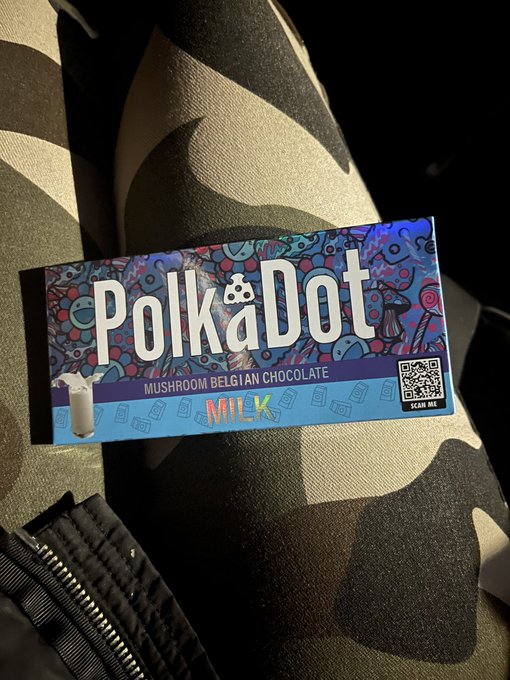 PolkaDot
MUSHROOM BELGIAN CHOCOLATE
MILK
SCAN ME